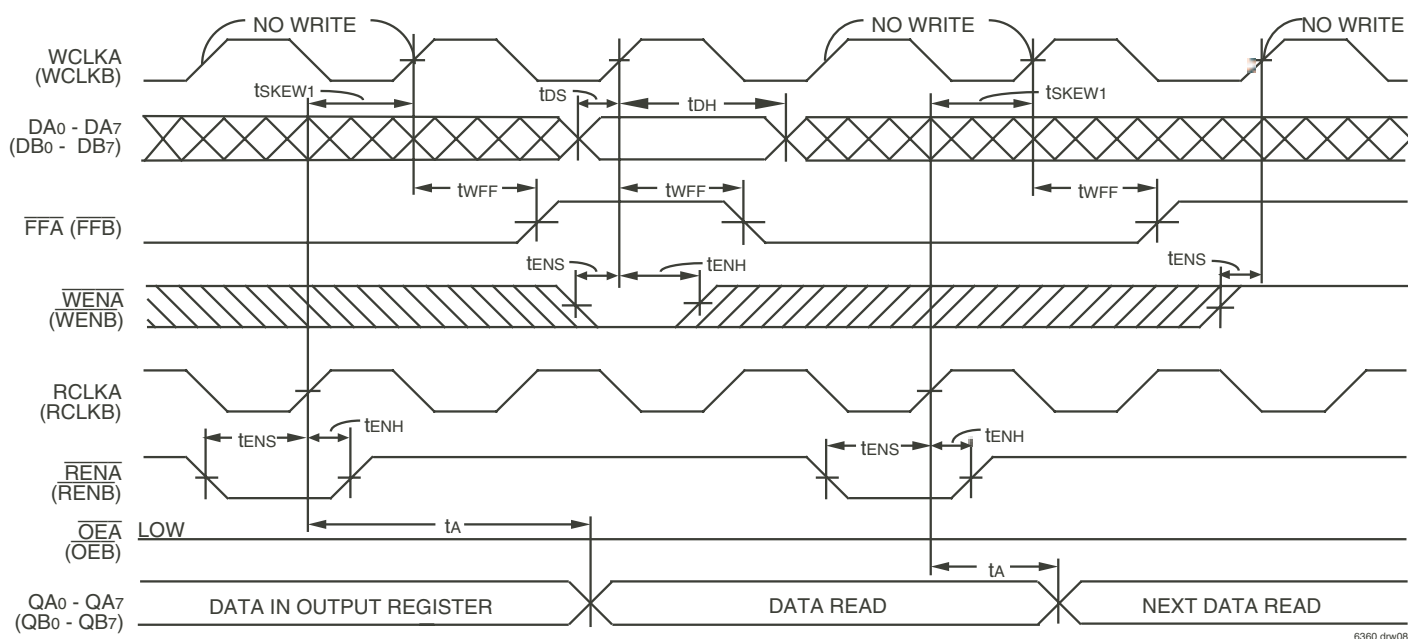 NO WRITE NO WRITE NO WRITE
WCLKA
(WCLKB)
tSKEW1 tDS tDH tSKEW1
DA0 - DA7
(DB0 - DB7)
tWFF tWFF tWFF
FFA (FFB)
tENS tENH tENS
WENA
(WENB)
RCLKA
(RCLKB)
tENS tENH tENS tENH
RENA
(RENB)
OEA LOW
(OEB)
tA tA
QA0 - QA7
(QB0 - QB7)
DATA IN OUTPUT REGISTER DATA READ NEXT DATA READ
6360 drw08